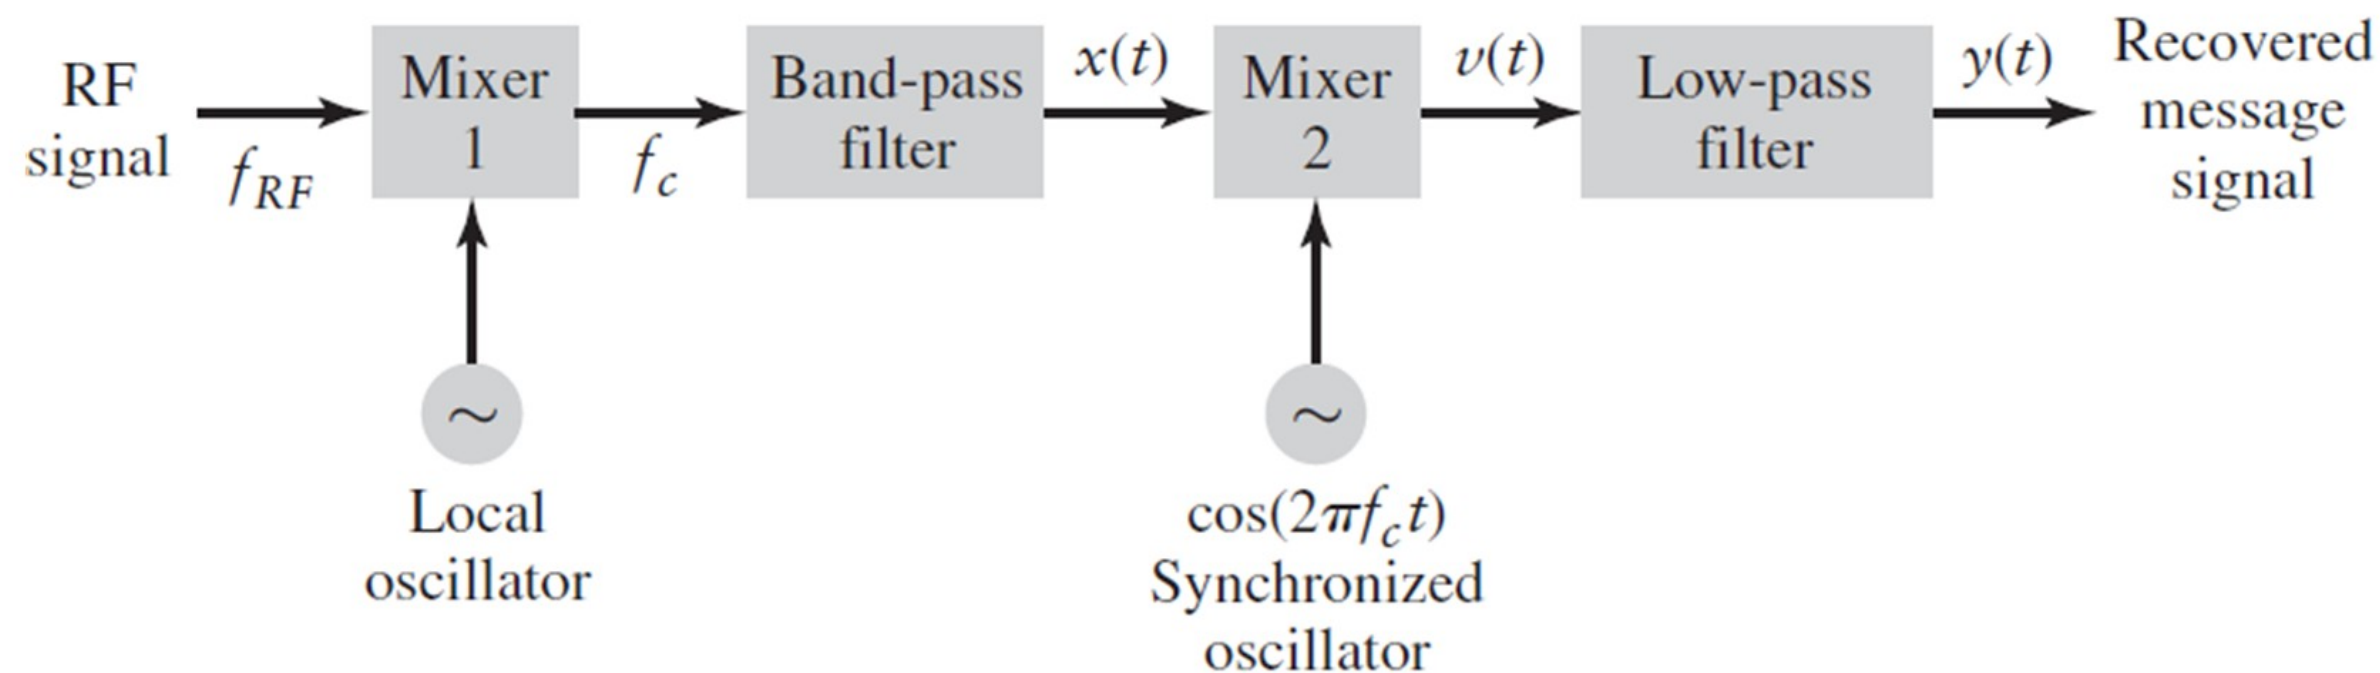 RF
signal
f_RF
Mixer
1
f_c
Band-pass
filter
x(t)
Mixer
2
v(t)
Low-pass
filter
y(t)
Recovered
message
signal
~
Local
oscillator
~
cos(2πf_ct)
Synchronized
oscillator